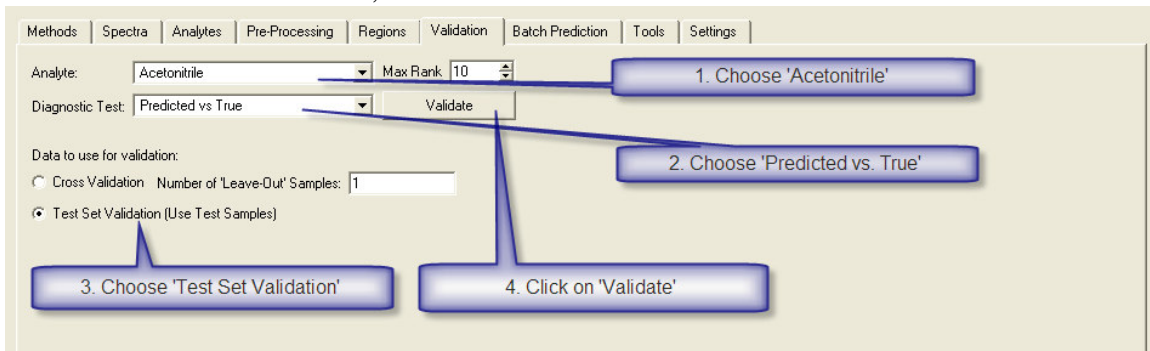 Methods Spectra Analytes Pre-Processing Regions Validation Batch Prediction Tools Settings
Analyte: Acetonitrile Max Rank 10 1. Choose 'Acetonitrile'
Diagnostic Test: Predicted vs True Validate
Data to use for validation: 2. Choose 'Predicted vs. True'
Cross Validation Number of 'Leave-Out' Samples: 1
Test Set Validation (Use Test Samples)
3. Choose 'Test Set Validation' 4. Click on 'Validate'